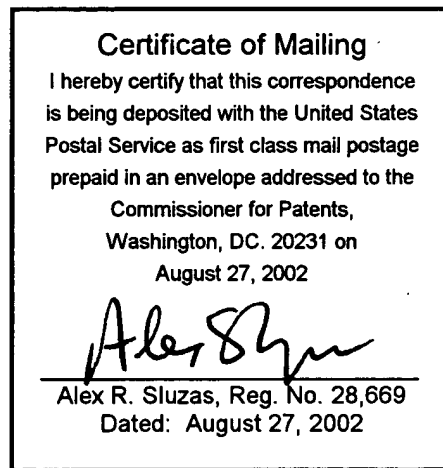 Certificate of Mailing
I hereby certify that this correspondence
is being deposited with the United States
Postal Service as first class mail postage
prepaid in an envelope addressed to the
Commissioner for Patents,
Washington, DC. 20231 on
August 27, 2002
Alex R. Sluzas, Reg. No. 28,669
Dated: August 27, 2002